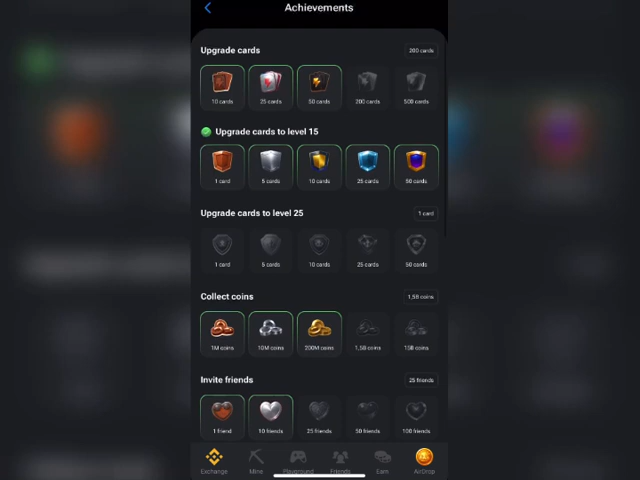 Achievements
Upgrade cards 200 cards
10 cards 25 cards 50 cards 200 cards 500 cards
Upgrade cards to level 15
1 card 5 cards 10 cards 25 cards 50 cards
Upgrade cards to level 25 1 card
1 card 5 cards 10 cards 25 cards 50 cards
Collect coins 1,5B coins
1M coins 10M coins 200M coins 1,5B coins 10B coins
Invite friends 25 friends
1 friend 10 friends 25 friends 50 friends 100 friends
Exchange Mine Playground Friends Earn AirDrop